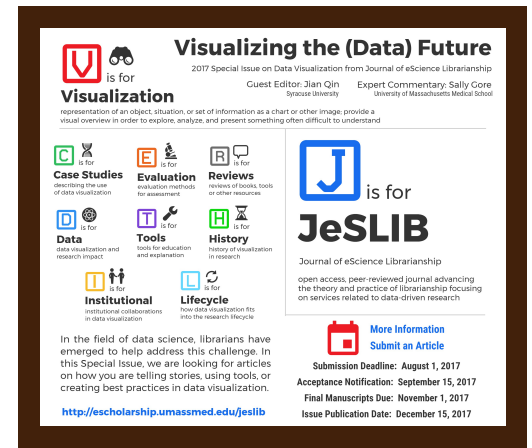 Visualizing the (Data) Future
2017 Special Issue on Data Visualization from Journal of eScience Librarianship
Guest Editor: Jian Qin
Syracuse University
Expert Commentary: Sally Gore
University of Massachusetts Medical School
V is for
Visualization
representation of an object, situation, or set of information as a chart or other image; provide a
visual overview in order to explore, analyze, and present something often difficult to understand
C is for
Case Studies
describing the use
of data visualization
E is for
Evaluation
evaluation methods
for assessment
R is for
Reviews
reviews of books, tools
or other resources
D is for
Data
data visualization and
research impact
T is for
Tools
tools for education
and explanation
H is for
History
history of visualization
in research
I is for
Institutional
institutional collaborations
in data visualization
L is for
Lifecycle
how data visualization fits
into the research lifecycle
In the field of data science, librarians have
emerged to help address this challenge. In
this Special Issue, we are looking for articles
on how you are telling stories, using tools, or
creating best practices in data visualization.
http://escholarship.umassmed.edu/jeslib
J is for
JeSLIB
Journal of eScience Librarianship
open access, peer-reviewed journal advancing
the theory and practice of librarianship focusing
on services related to data-driven research
More Information
Submit an Article
Submission Deadline: August 1, 2017
Acceptance Notification: September 15, 2017
Final Manuscripts Due: November 1, 2017
Issue Publication Date: December 15, 2017